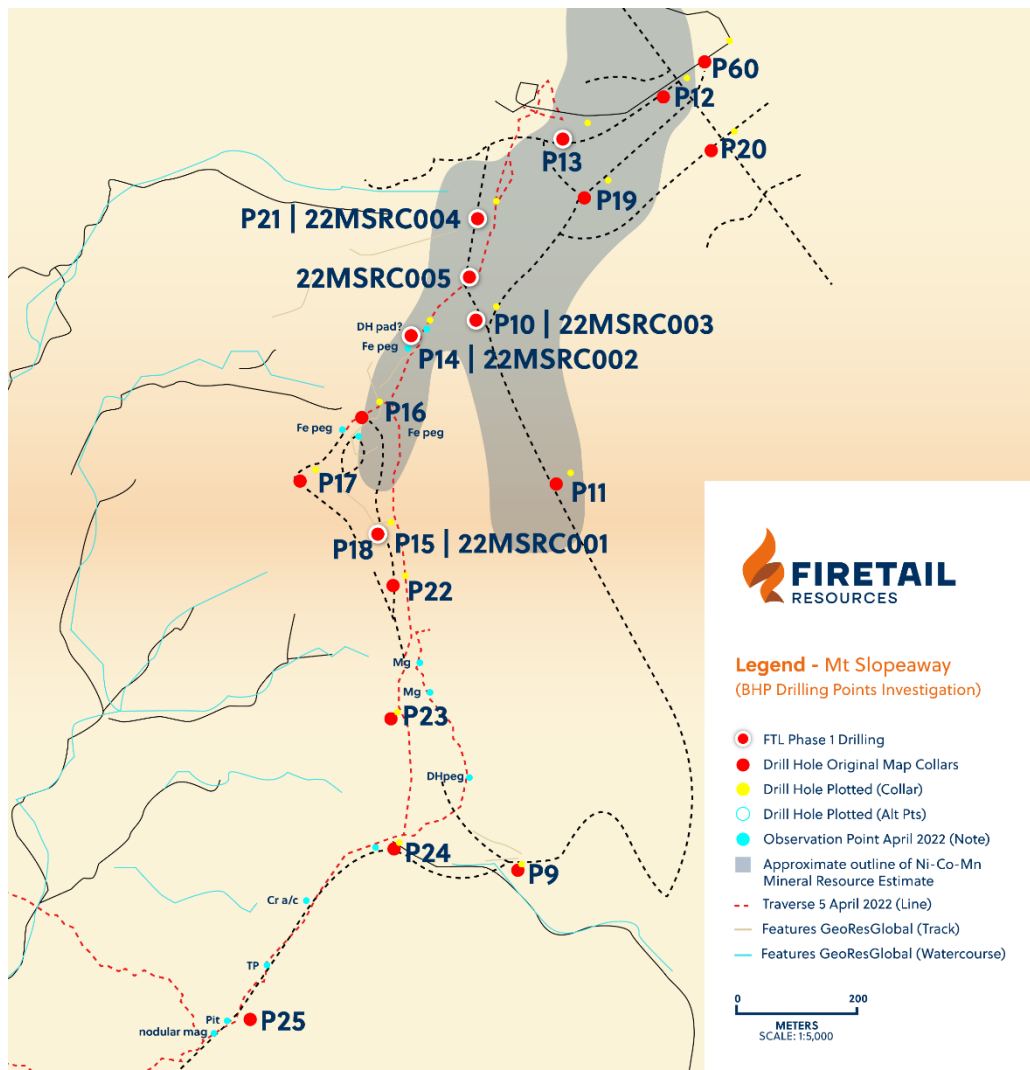 P60
P12
P20
P13
P19
P21 | 22MSRC004
22MSRC005
P10 | 22MSRC003
DH pad?
Fe peg
P14 | 22MSRC002
P16
Fe peg
Fe peg
P17
P11
P18
P15 | 22MSRC001
P22
Mg
Mg
P23
DHpeg
P24
P9
Cr a/c
TP
Pit
nodular mag
P25
FIRETAIL
RESOURCES
Legend - Mt Slopeaway
(BHP Drilling Points Investigation)
FTL Phase 1 Drilling
Drill Hole Original Map Collars
Drill Hole Plotted (Collar)
Drill Hole Plotted (Alt Pts)
Observation Point April 2022 (Note)
Approximate outline of Ni-Co-Mn
Mineral Resource Estimate
Traverse 5 April 2022 (Line)
Features GeoResGlobal (Track)
Features GeoResGlobal (Watercourse)
0 200
METERS
SCALE: 1:5,000